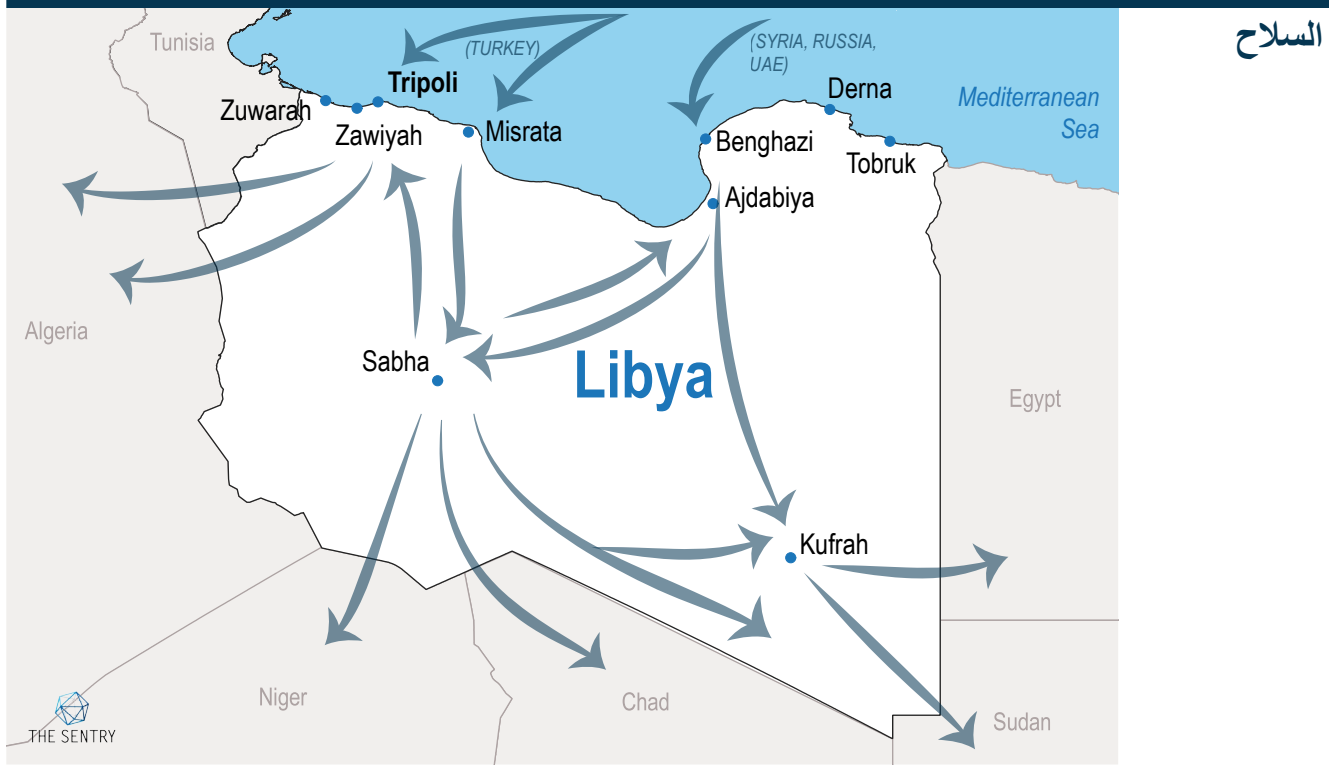 السلاح
Tunisia
(TURKEY)
(SYRIA, RUSSIA,
UAE)
Tripoli
Zuwarah
Zawiyah
Misrata
Derna
Mediterranean
Sea
Benghazi
Tobruk
Ajdabiya
Algeria
Sabha
Libya
Egypt
Kufrah
Niger
Chad
Sudan
THE SENTRY